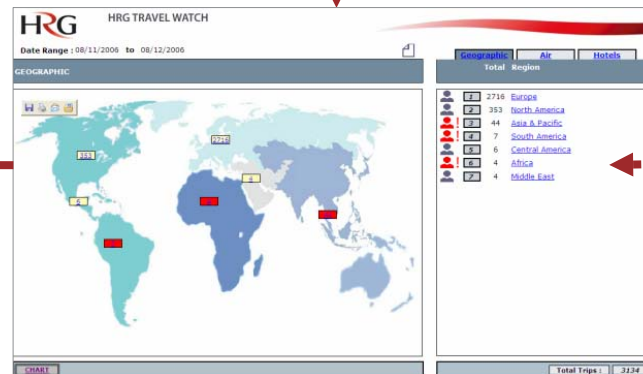 HRG HRG TRAVEL WATCH
Date Range : 08/11/2006 to 08/12/2006
Geographic Air Hotels
GEOGRAPHIC
Total Region
1 2716 Europe
2 353 North America
3 44 Asia & Pacific
4 7 South America
5 6 Central America
6 4 Africa
7 4 Middle East
2716
353
4
6
CHART
Total Trips : 3134